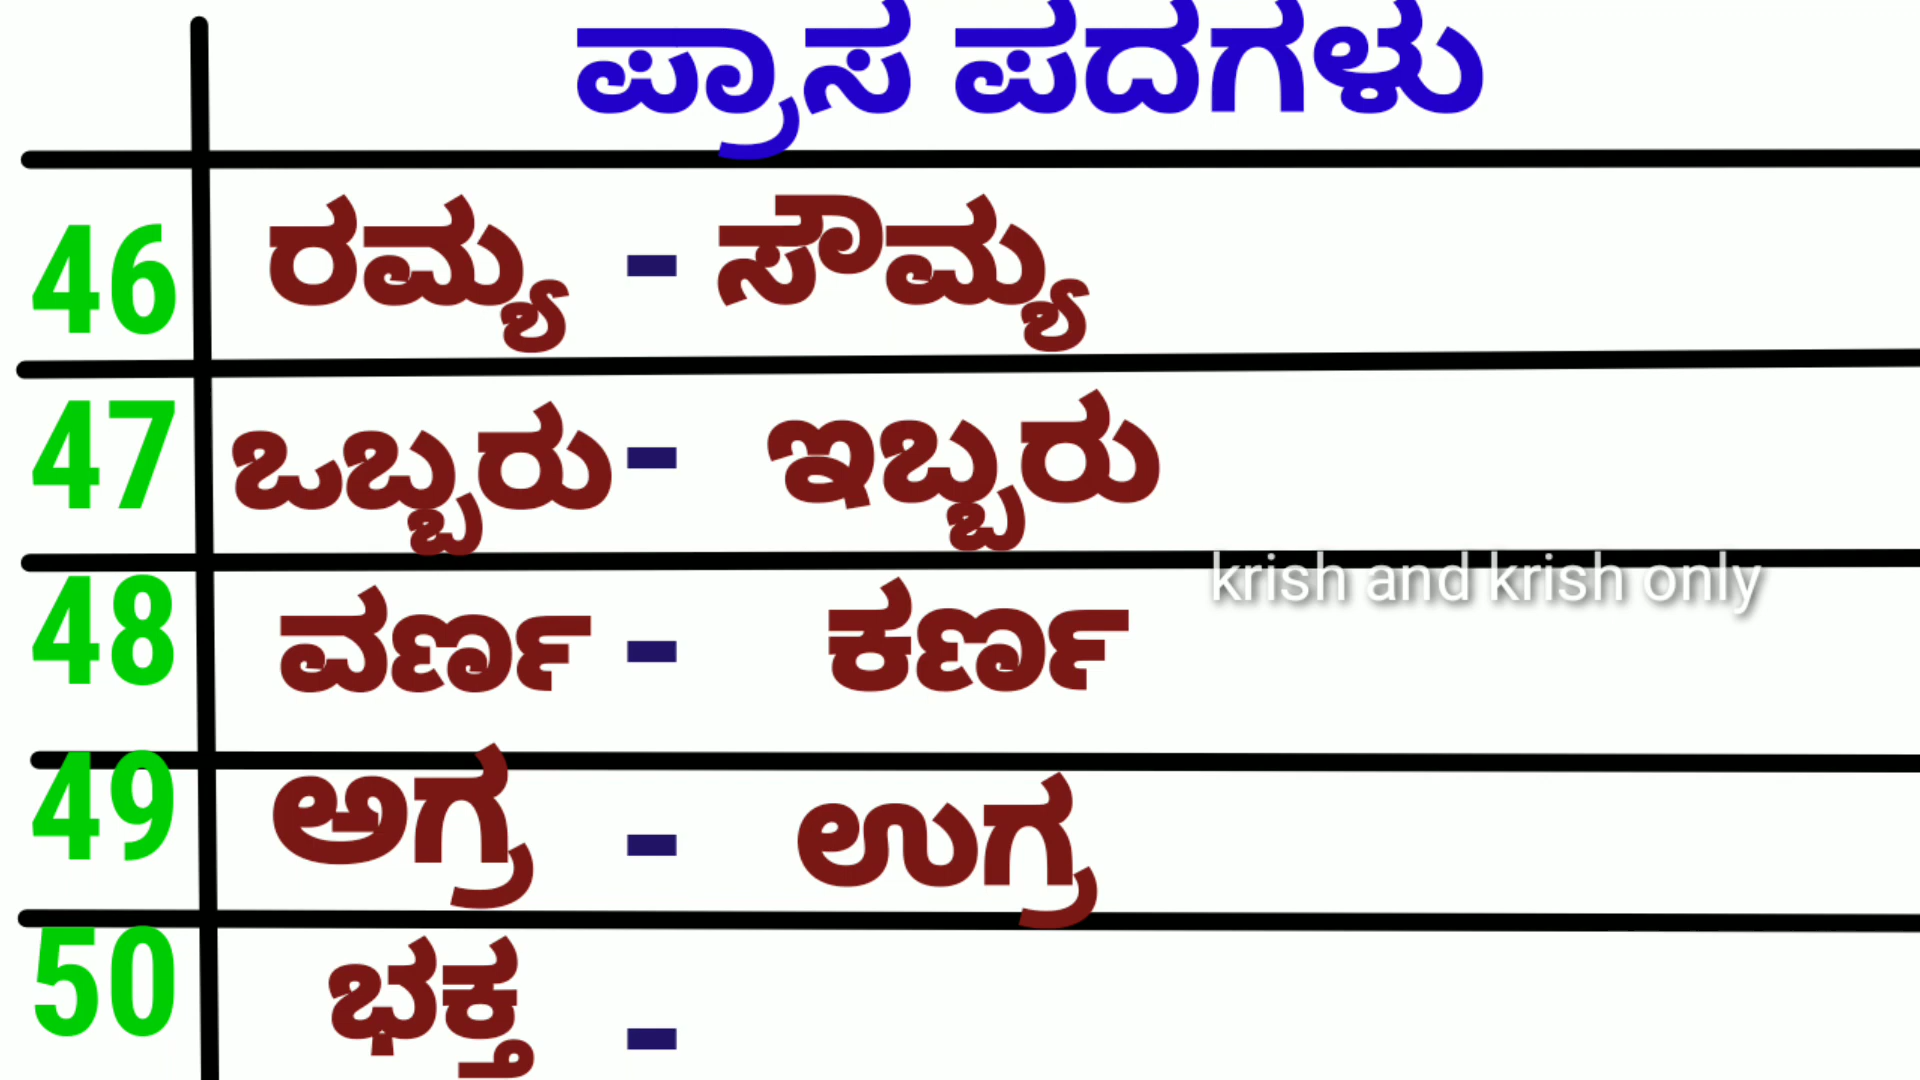 ಪ್ರಾಸ ಪದಗಳು
46 ರಮ್ಯ - ಸೌಮ್ಯ
47 ಒಬ್ಬರು - ಇಬ್ಬರು
krish and krish only
48 ವರ್ಣ - ಕರ್ಣ
49 ಅಗ್ರ - ಉಗ್ರ
50 ಭಕ್ತ -